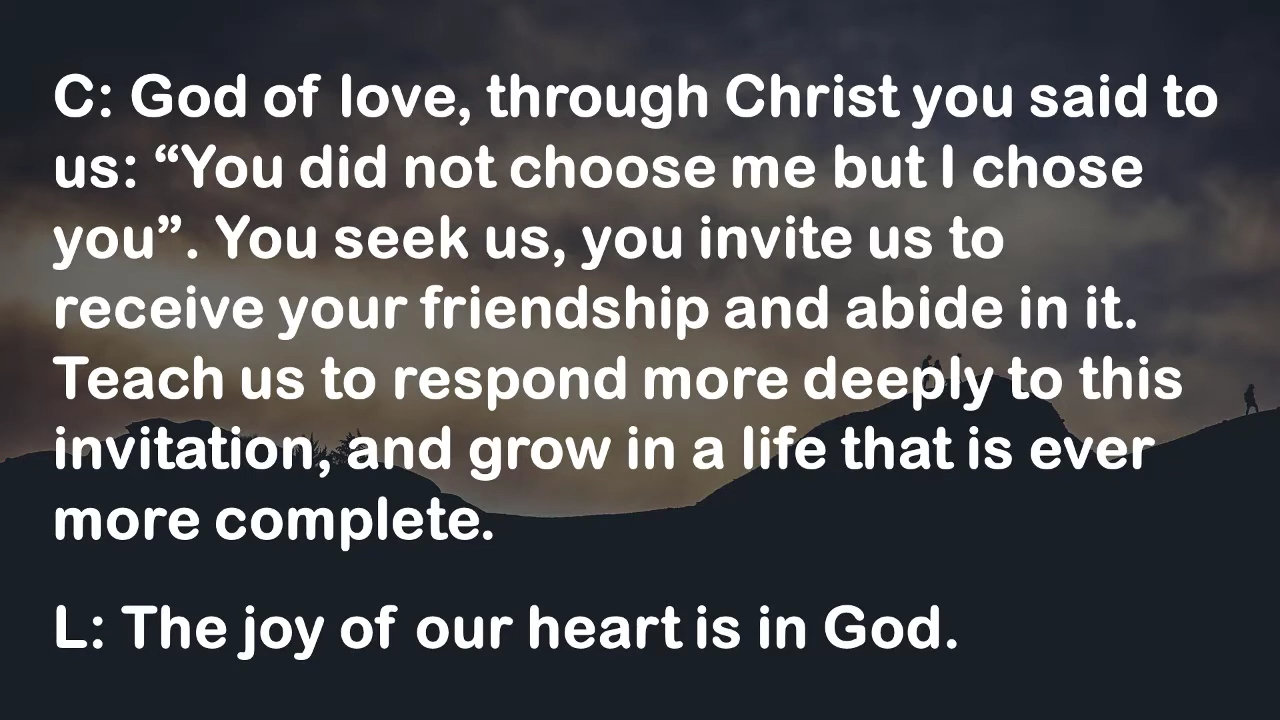 C: God of love, through Christ you said to
us: “You did not choose me but I chose
you”. You seek us, you invite us to
receive your friendship and abide in it.
Teach us to respond more deeply to this
invitation, and grow in a life that is ever
more complete.
L: The joy of our heart is in God.